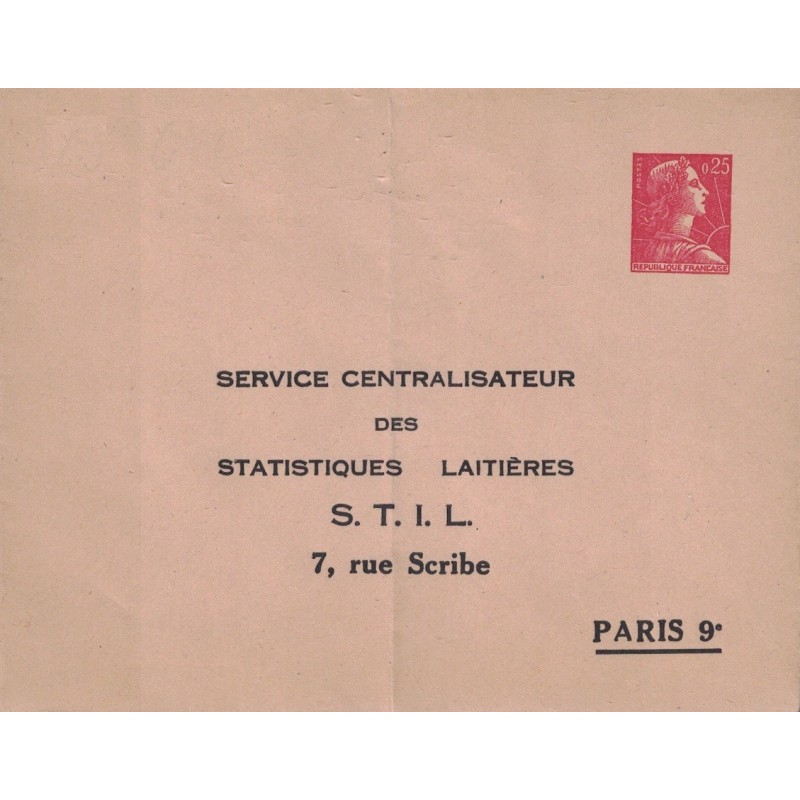 POSTES
0,25
REPUBLIQUE FRANCAISE
SERVICE CENTRALISATEUR
DES
STATISTIQUES LAITIÈRES
S. T. I. L.
7, rue Scribe
PARIS 9e